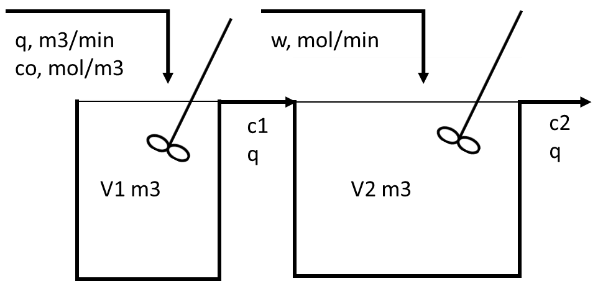 q, m3/min
co, mol/m3
w, mol/min
c1
q
c2
q
V1 m3
V2 m3